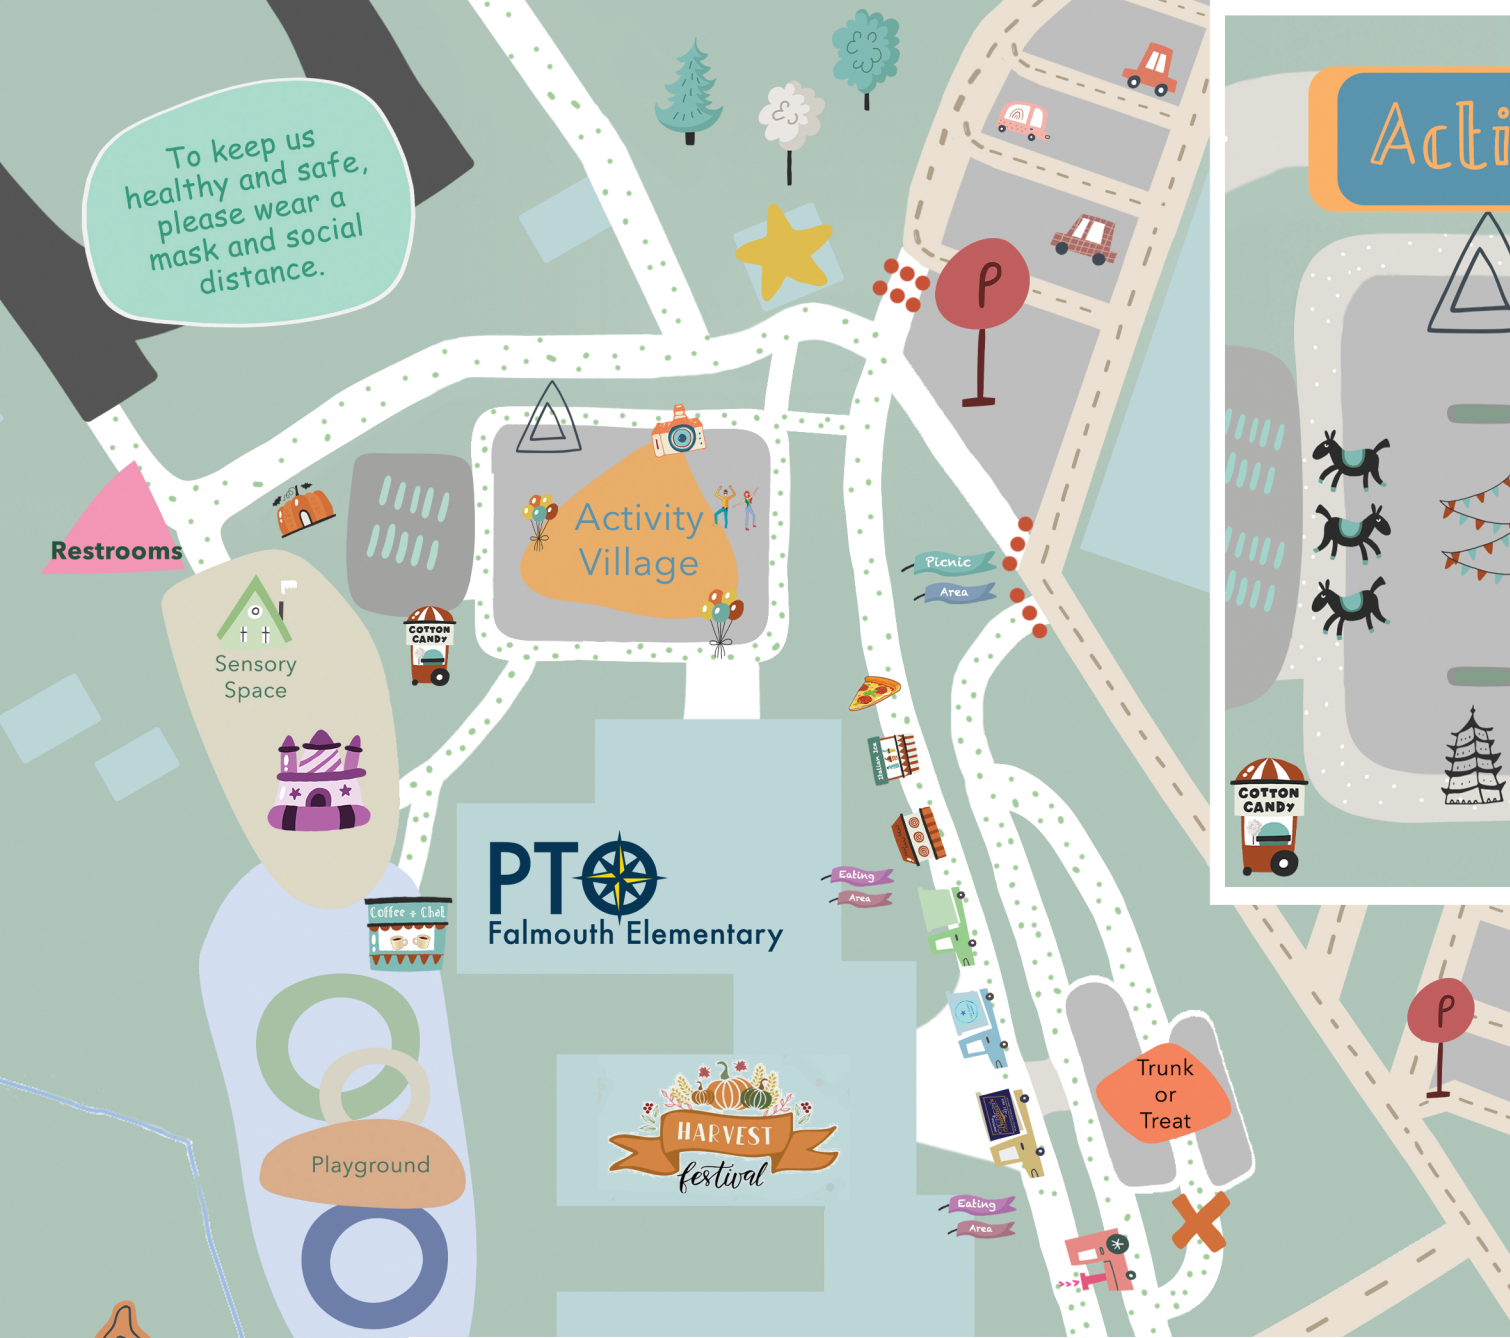 To keep us
healthy and safe,
please wear a
mask and social
distance.
Acti
P
Activity
Village
Restrooms
Picnic
Area
COTTON
CANDY
Sensory
Space
Italian Ice
COTTON
CANDY
PTO
Falmouth Elementary
Eating
Area
Coffee + Chat
P
Trunk
or
Treat
HARVEST
festival
Playground
Eating
Area